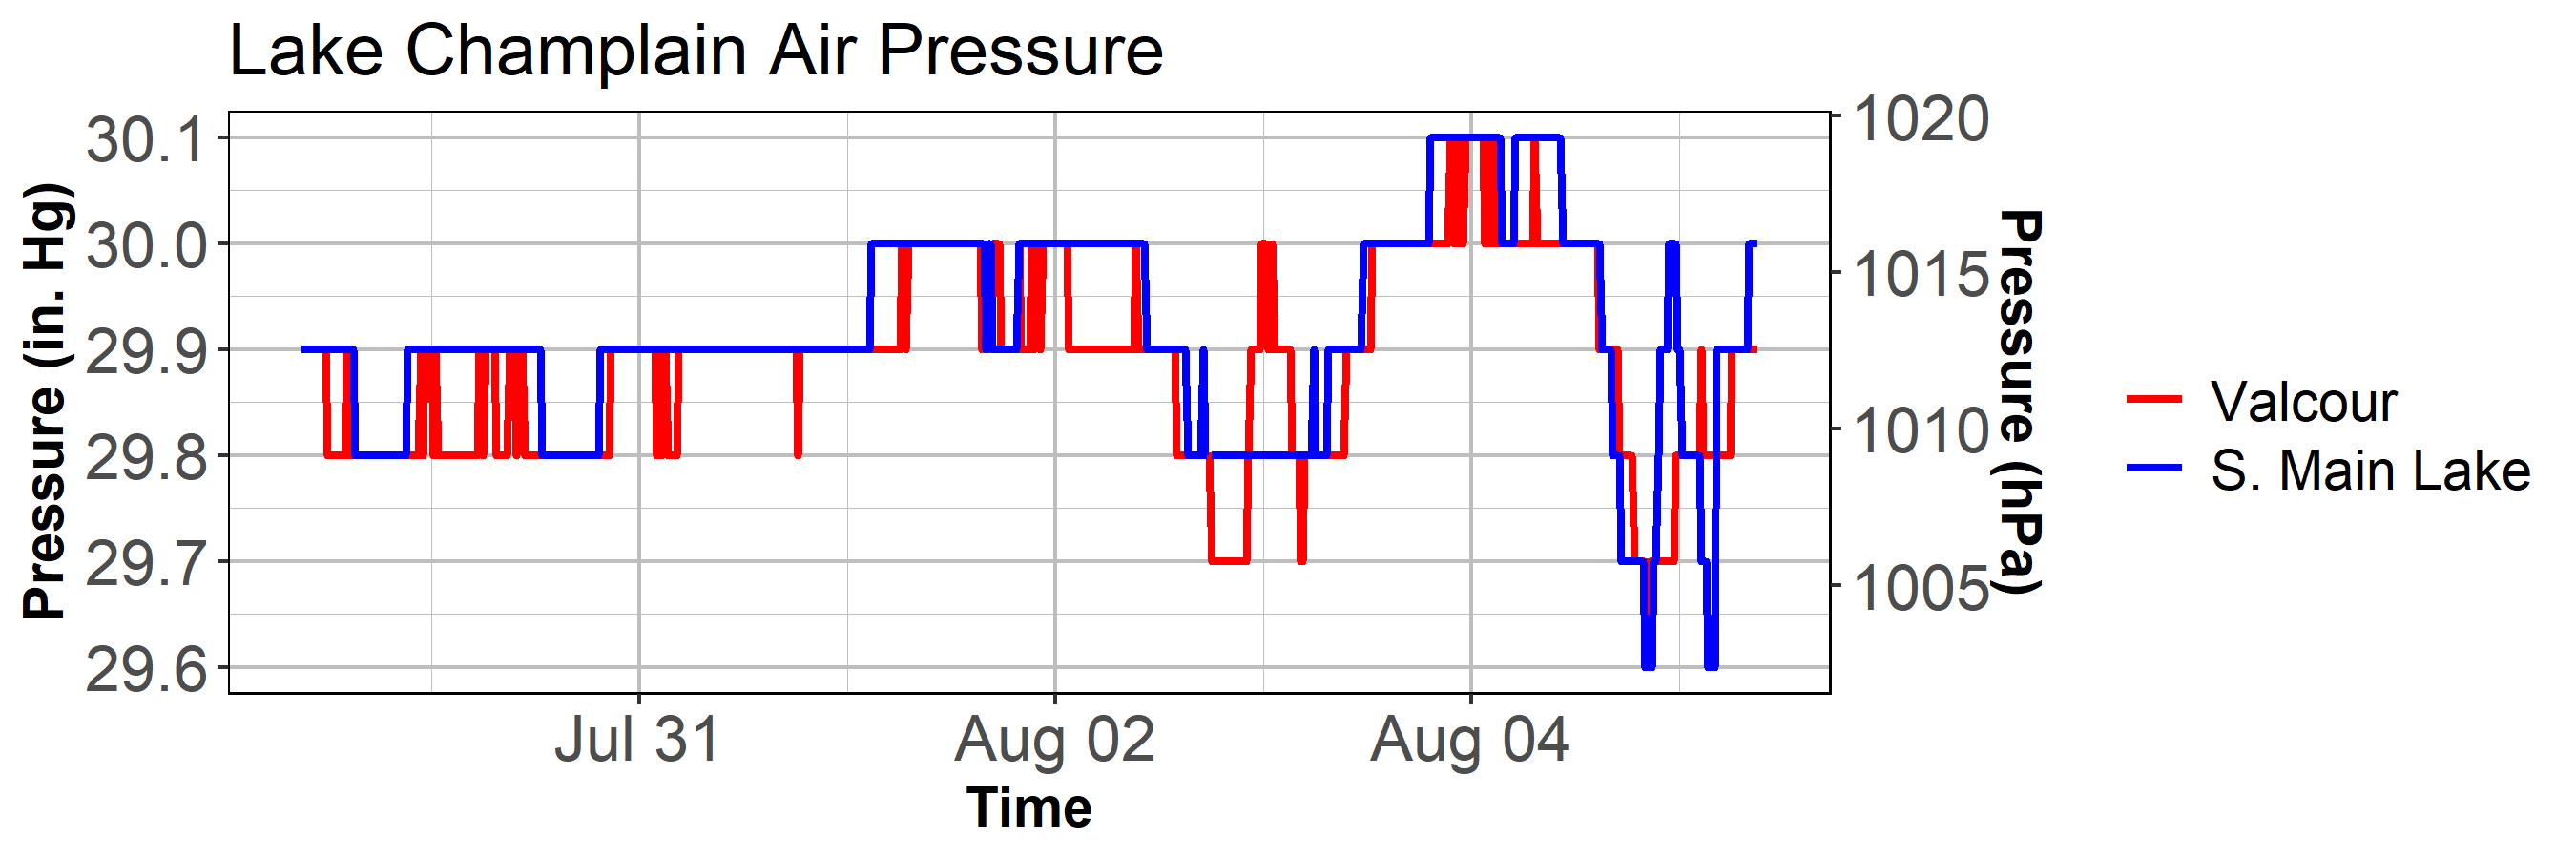 Lake Champlain Air Pressure
Pressure (in. Hg)
30.1
30.0
29.9
29.8
29.7
29.6
1020
1015
1010
1005
Pressure (hPa)
Valcour
S. Main Lake
Jul 31
Aug 02
Aug 04
Time